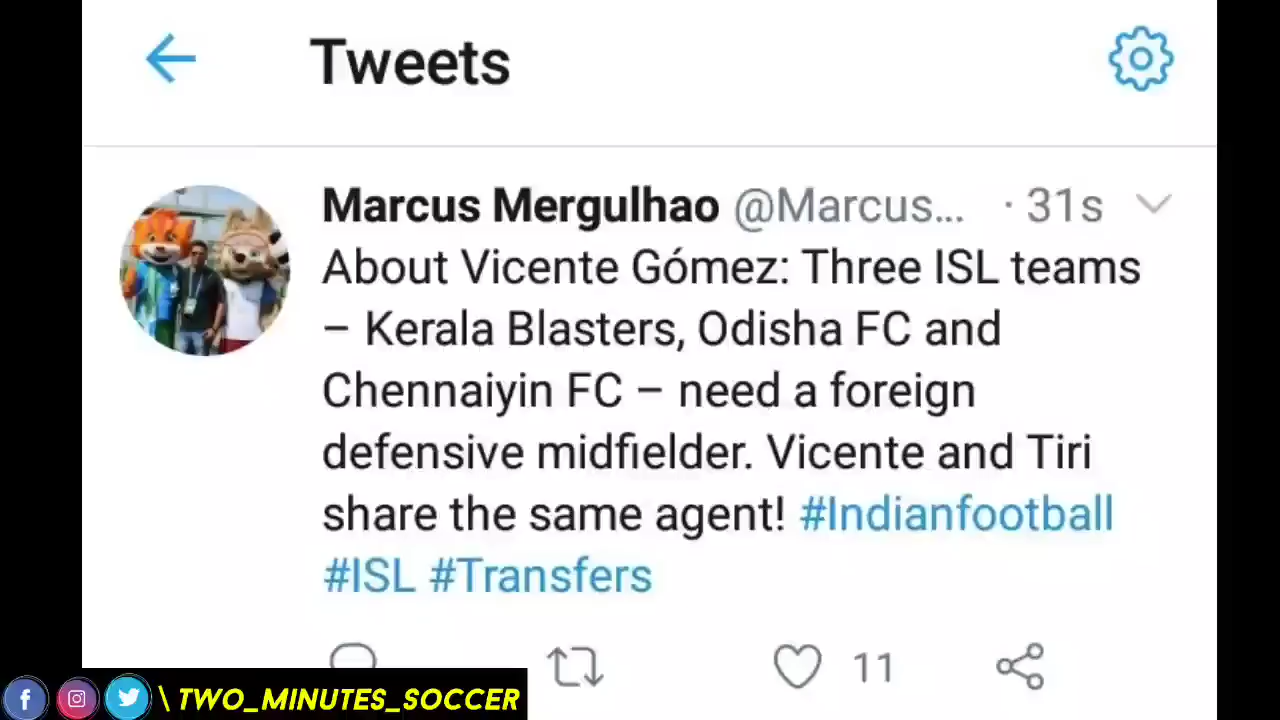 Tweets
Marcus Mergulhao @Marcus... · 31s
About Vicente Gómez: Three ISL teams
– Kerala Blasters, Odisha FC and
Chennaiyin FC – need a foreign
defensive midfielder. Vicente and Tiri
share the same agent! #Indianfootball
#ISL #Transfers
11
\ TWO_MINUTES_SOCCER